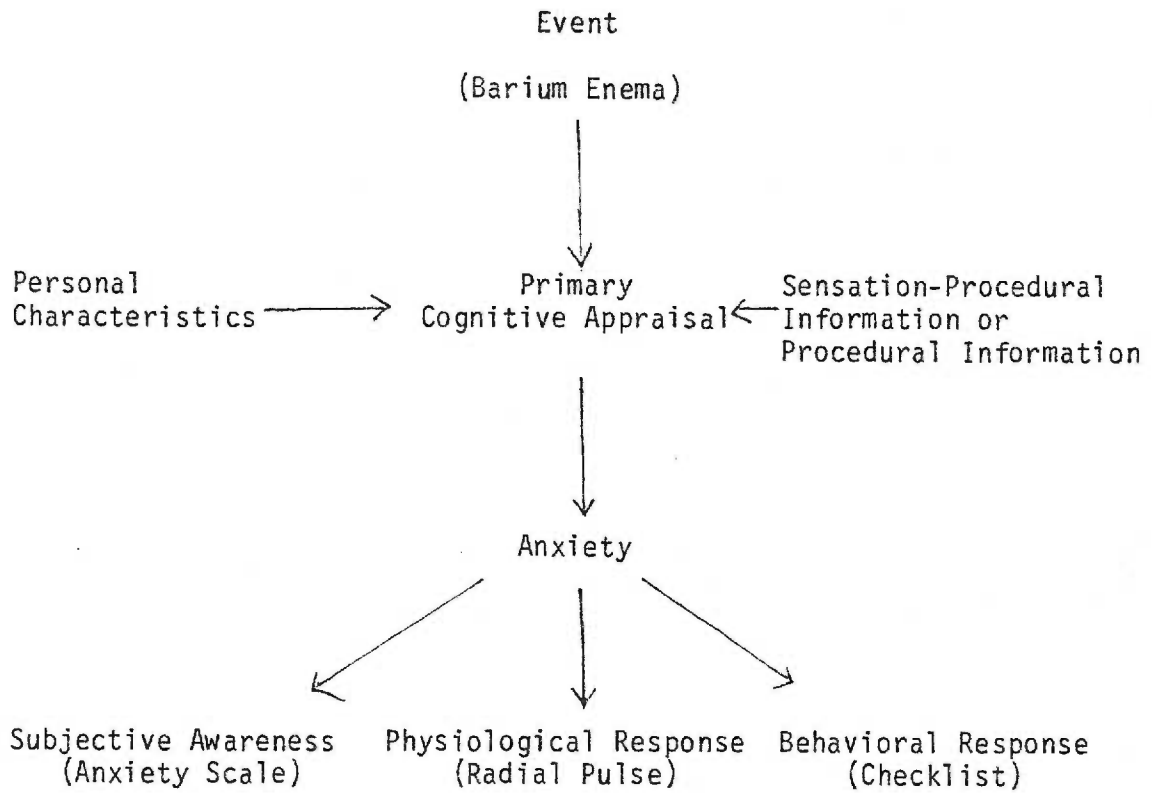 Event
(Barium Enema)
Personal
Characteristics
Primary
Cognitive Appraisal
Sensation-Procedural
Information or
Procedural Information
Anxiety
Subjective Awareness
(Anxiety Scale)
Physiological Response
(Radial Pulse)
Behavioral Response
(Checklist)